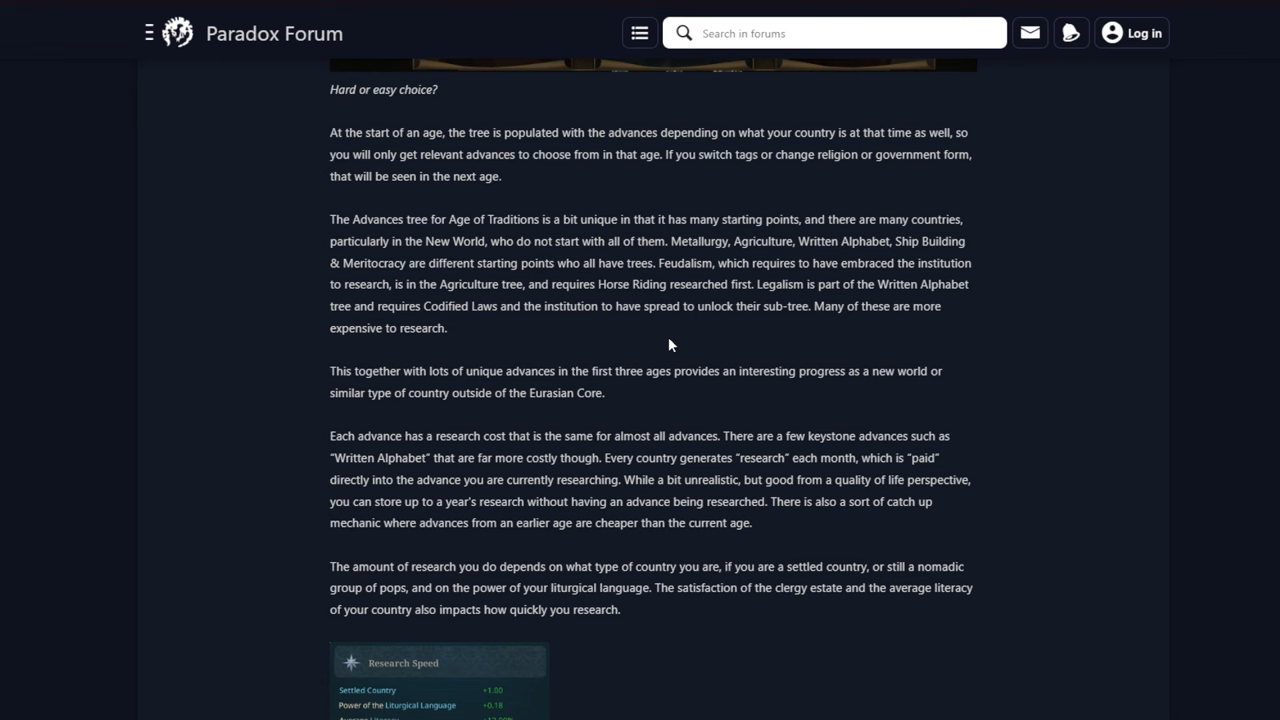 Paradox Forum
Search in forums
Log in
Hard or easy choice?
At the start of an age, the tree is populated with the advances depending on what your country is at that time as well, so
you will only get relevant advances to choose from in that age. If you switch tags or change religion or government form,
that will be seen in the next age.
The Advances tree for Age of Traditions is a bit unique in that it has many starting points, and there are many countries,
particularly in the New World, who do not start with all of them. Metallurgy, Agriculture, Written Alphabet, Ship Building
& Meritocracy are different starting points who all have trees. Feudalism, which requires to have embraced the institution
to research, is in the Agriculture tree, and requires Horse Riding researched first. Legalism is part of the Written Alphabet
tree and requires Codified Laws and the institution to have spread to unlock their sub-tree. Many of these are more
expensive to research.
This together with lots of unique advances in the first three ages provides an interesting progress as a new world or
similar type of country outside of the Eurasian Core.
Each advance has a research cost that is the same for almost all advances. There are a few keystone advances such as
“Written Alphabet” that are far more costly though. Every country generates “research” each month, which is “paid”
directly into the advance you are currently researching. While a bit unrealistic, but good from a quality of life perspective,
you can store up to a year's research without having an advance being researched. There is also a sort of catch up
mechanic where advances from an earlier age are cheaper than the current age.
The amount of research you do depends on what type of country you are, if you are a settled country, or still a nomadic
group of pops, and on the power of your liturgical language. The satisfaction of the clergy estate and the average literacy
of your country also impacts how quickly you research.
Research Speed
Settled Country +1.00
Power of the Liturgical Language +0.18